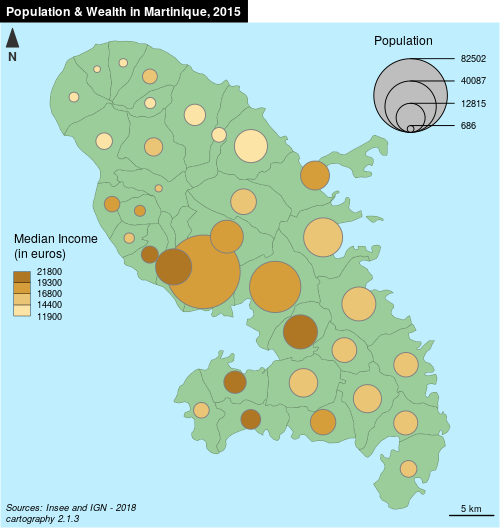 Population & Wealth in Martinique, 2015
N
Population
82502
40087
12815
686
Median Income
(in euros)
21800
19300
16800
14400
11900
Sources: Insee and IGN - 2018
cartography 2.1.3
5 km